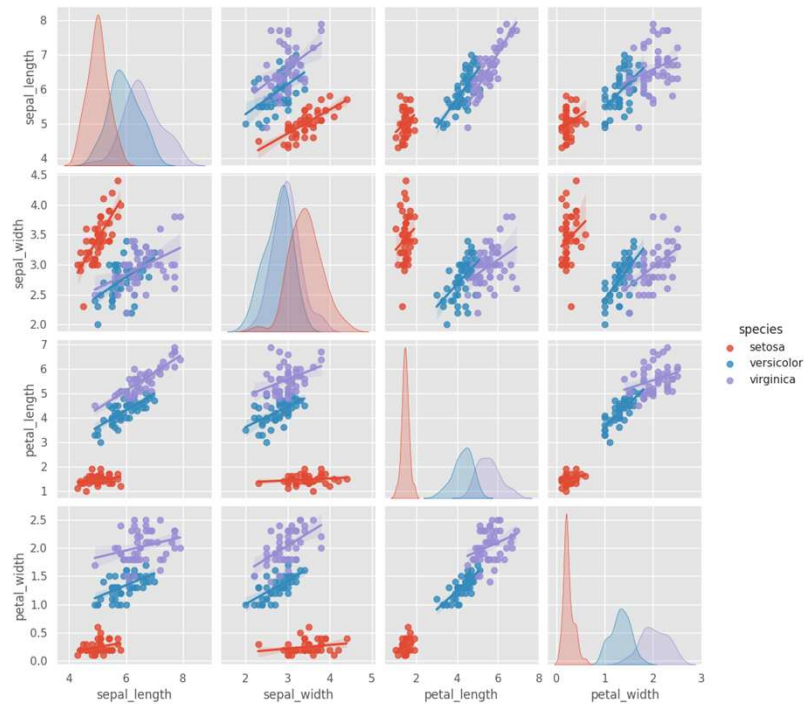 sepal_length
8
7
6
5
4
sepal_width
4.5
4.0
3.5
3.0
2.5
2.0
species
setosa
versicolor
virginica
petal_length
7
6
5
4
3
2
1
petal_width
2.5
2.0
1.5
1.0
0.5
0.0
4 6 8
2 3 4 5
2 4 6 8
0 1 2 3
sepal_length
sepal_width
petal_length
petal_width